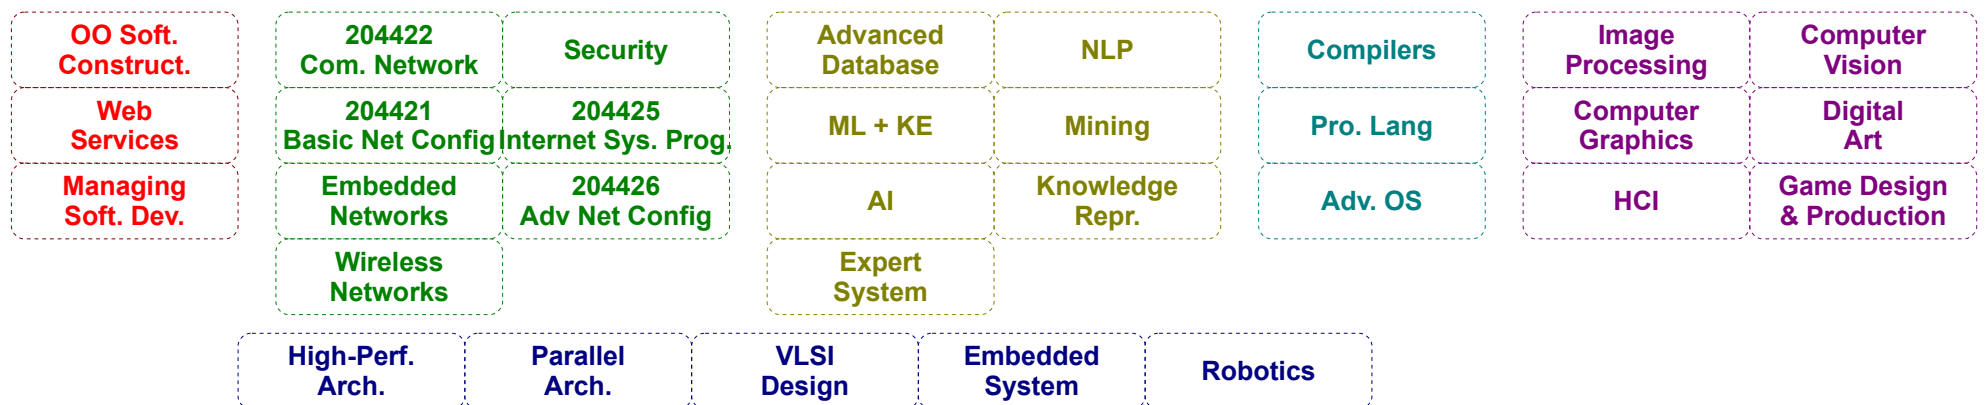 OO Soft.
Construct.
Web
Services
Managing
Soft. Dev.
204422
Com. Network
Security
204421
Basic Net Config
204425
Internet Sys. Prog.
Embedded
Networks
204426
Adv Net Config
Wireless
Networks
Advanced
Database
NLP
ML + KE
Mining
AI
Knowledge
Repr.
Expert
System
Compilers
Pro. Lang
Adv. OS
Image
Processing
Computer
Vision
Computer
Graphics
Digital
Art
HCI
Game Design
& Production
High-Perf.
Arch.
Parallel
Arch.
VLSI
Design
Embedded
System
Robotics